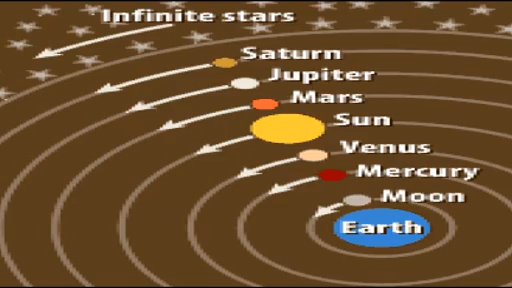 Infinite stars
Saturn
Jupiter
Mars
Sun
Venus
Mercury
Moon
Earth